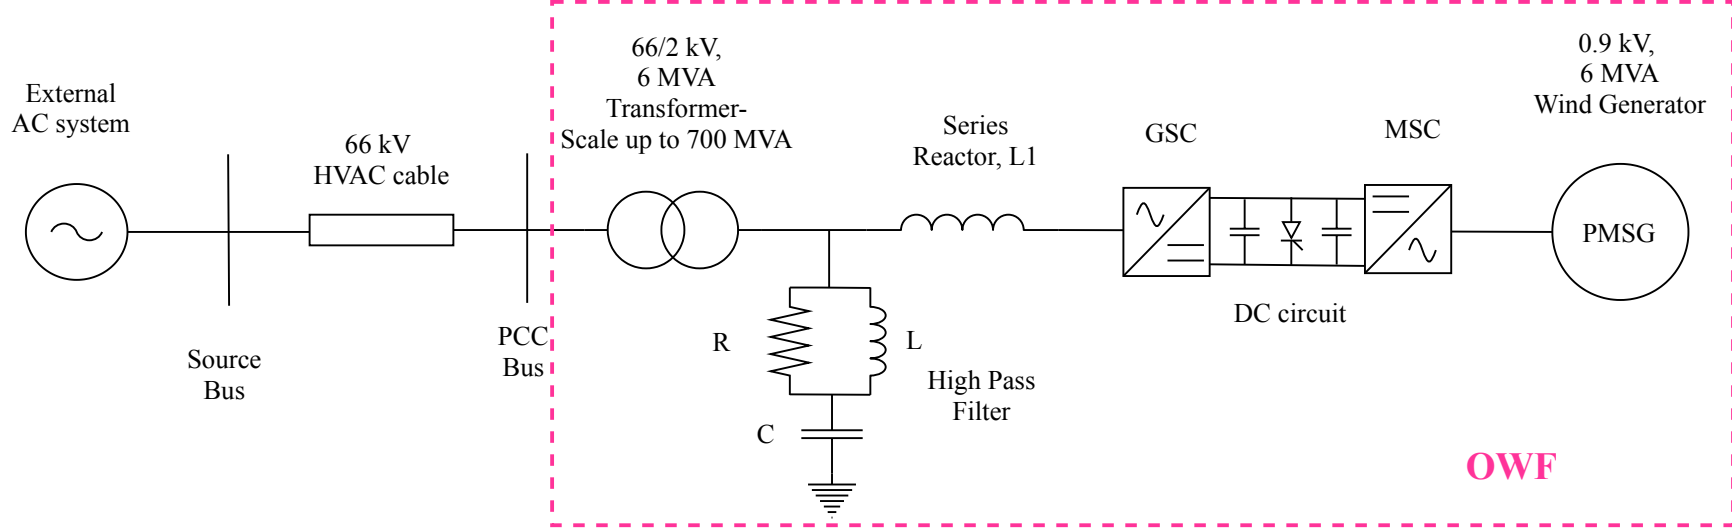 External
AC system
66 kV
HVAC cable
Source
Bus
PCC
Bus
66/2 kV,
6 MVA
Transformer-
Scale up to 700 MVA
Series
Reactor, L1
GSC
MSC
0.9 kV,
6 MVA
Wind Generator
PMSG
DC circuit
R
L
High Pass
Filter
C
OWF